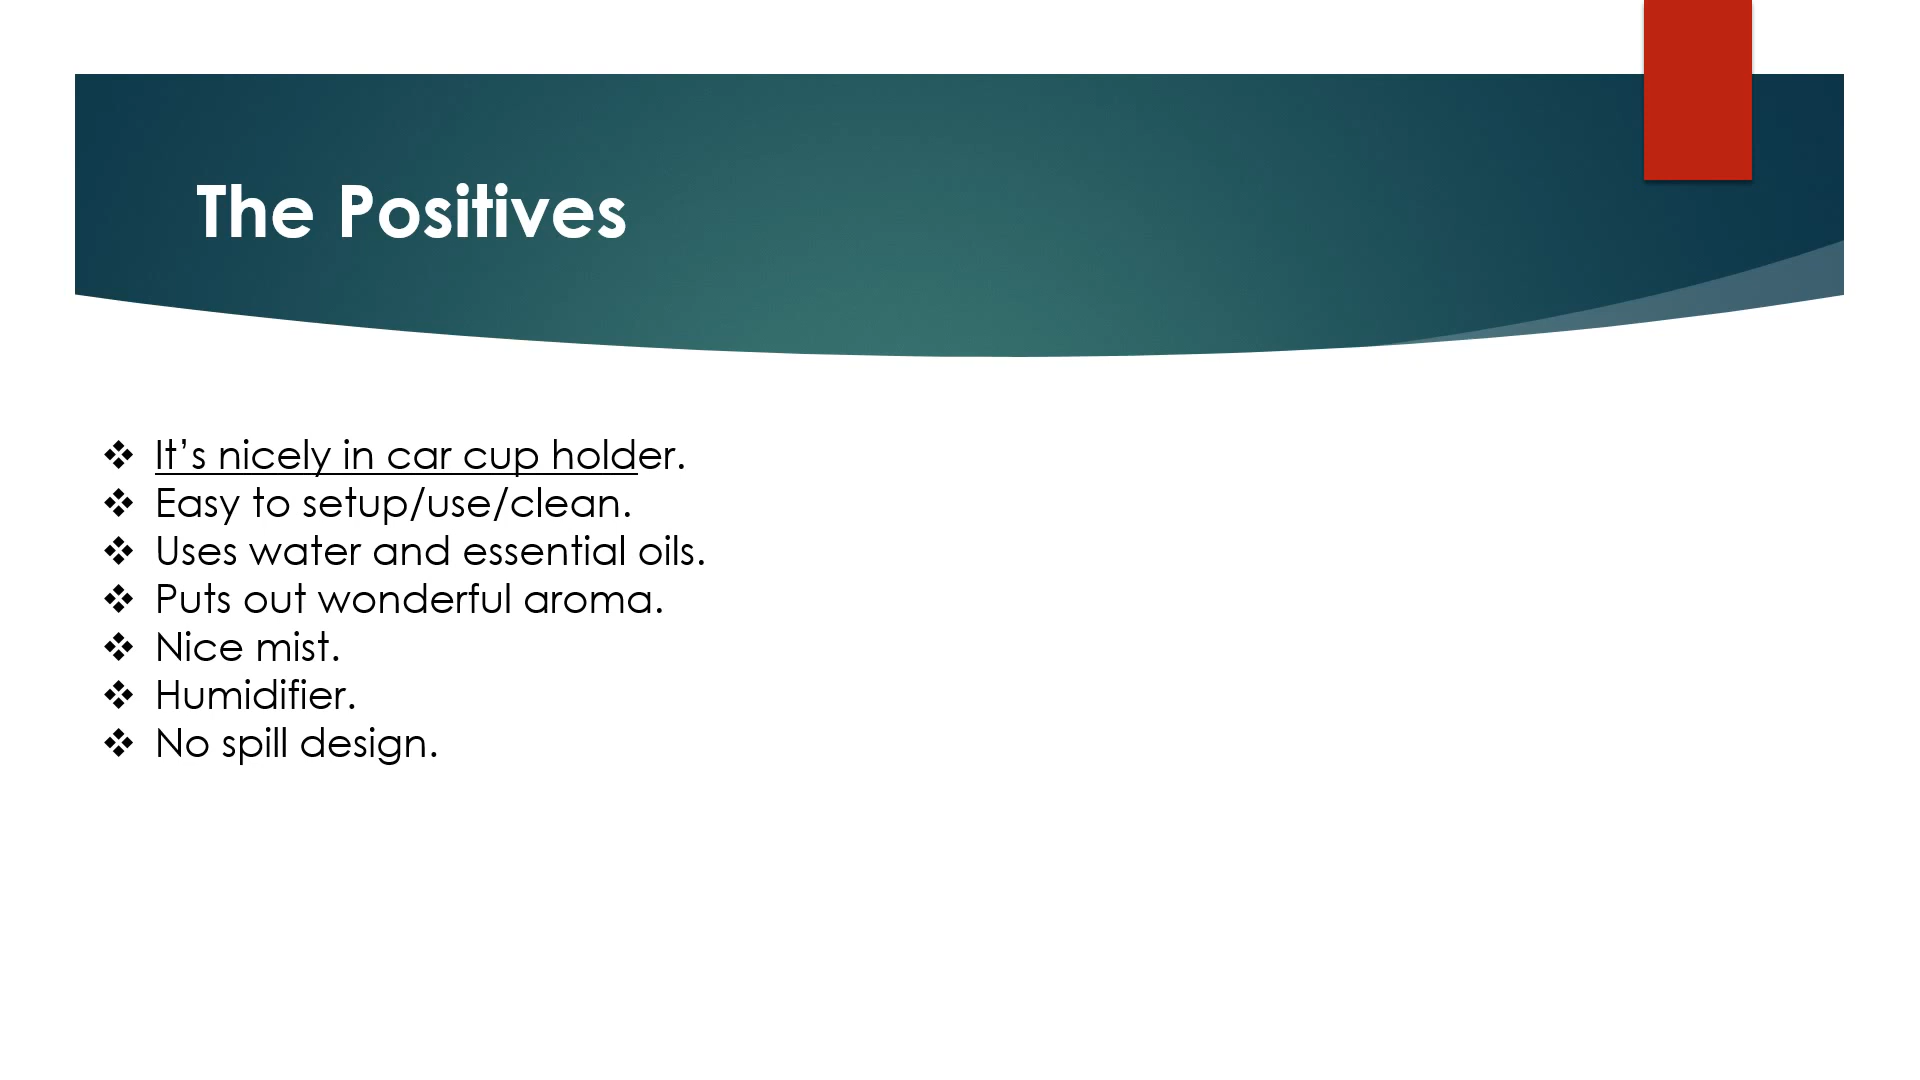 The Positives
❖ It’s nicely in car cup holder.
❖ Easy to setup/use/clean.
❖ Uses water and essential oils.
❖ Puts out wonderful aroma.
❖ Nice mist.
❖ Humidifier.
❖ No spill design.